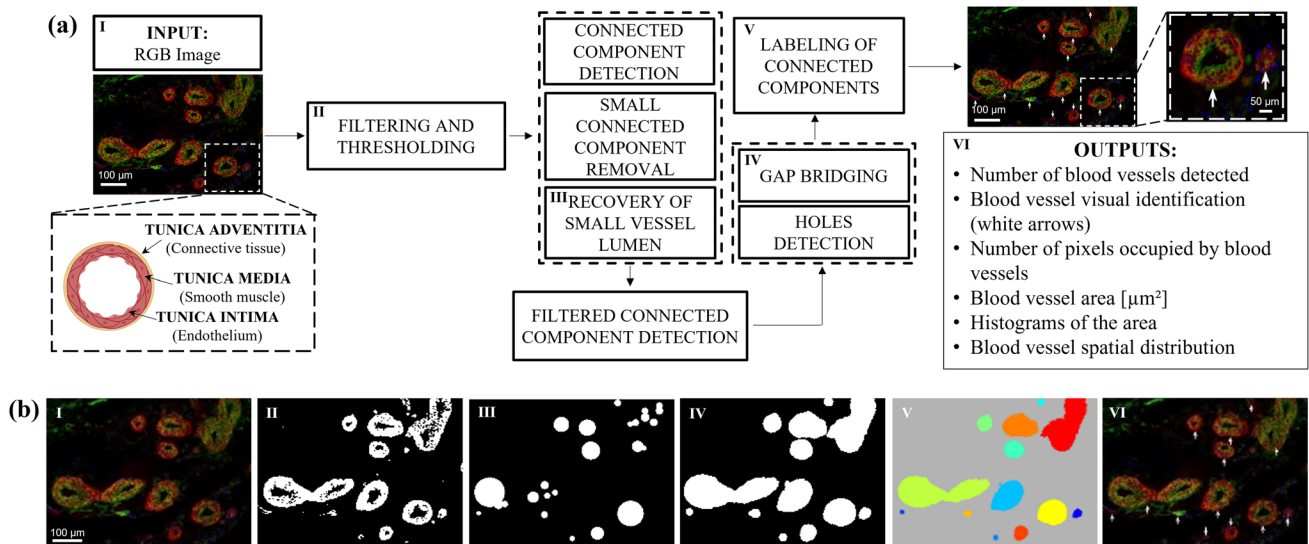 (a)
I
INPUT:
RGB Image
100 µm
TUNICA ADVENTITIA
(Connective tissue)
TUNICA MEDIA
(Smooth muscle)
TUNICA INTIMA
(Endothelium)
II
FILTERING AND
THRESHOLDING
CONNECTED
COMPONENT
DETECTION
SMALL
CONNECTED
COMPONENT
REMOVAL
III
RECOVERY OF
SMALL VESSEL
LUMEN
FILTERED CONNECTED
COMPONENT DETECTION
IV
GAP BRIDGING
HOLES
DETECTION
V
LABELING OF
CONNECTED
COMPONENTS
100 µm
50 µm
VI
OUTPUTS:
• Number of blood vessels detected
• Blood vessel visual identification
(white arrows)
• Number of pixels occupied by blood
vessels
• Blood vessel area [µm²]
• Histograms of the area
• Blood vessel spatial distribution
(b)
I
100 µm
II
III
IV
V
VI
100 µm